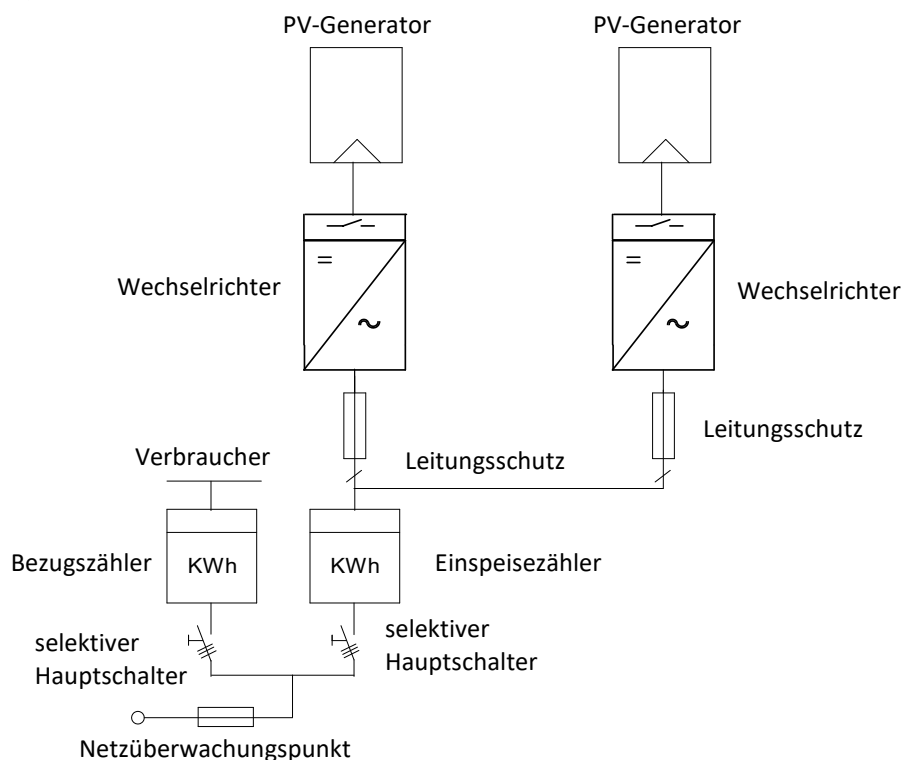 PV-Generator
PV-Generator
Wechselrichter
Wechselrichter
Leitungsschutz
Verbraucher
Leitungsschutz
Bezugszähler
KWh
KWh
Einspeisezähler
selektiver
Hauptschalter
selektiver
Hauptschalter
Netzüberwachungspunkt